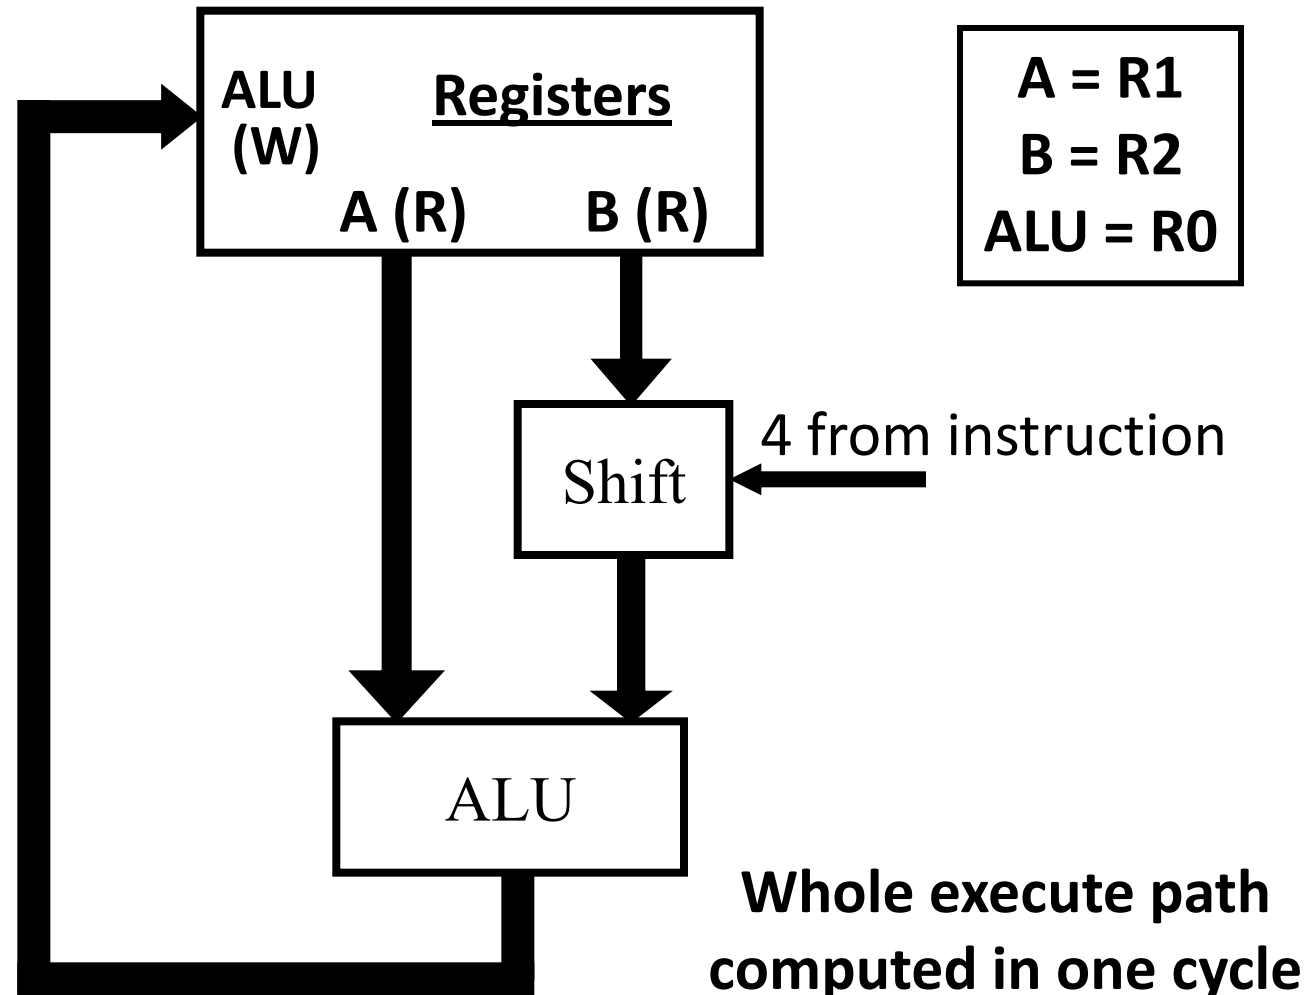 ALU
(W)
Registers
A (R)
B (R)
A = R1
B = R2
ALU = R0
4 from instruction
Shift
ALU
Whole execute path
computed in one cycle